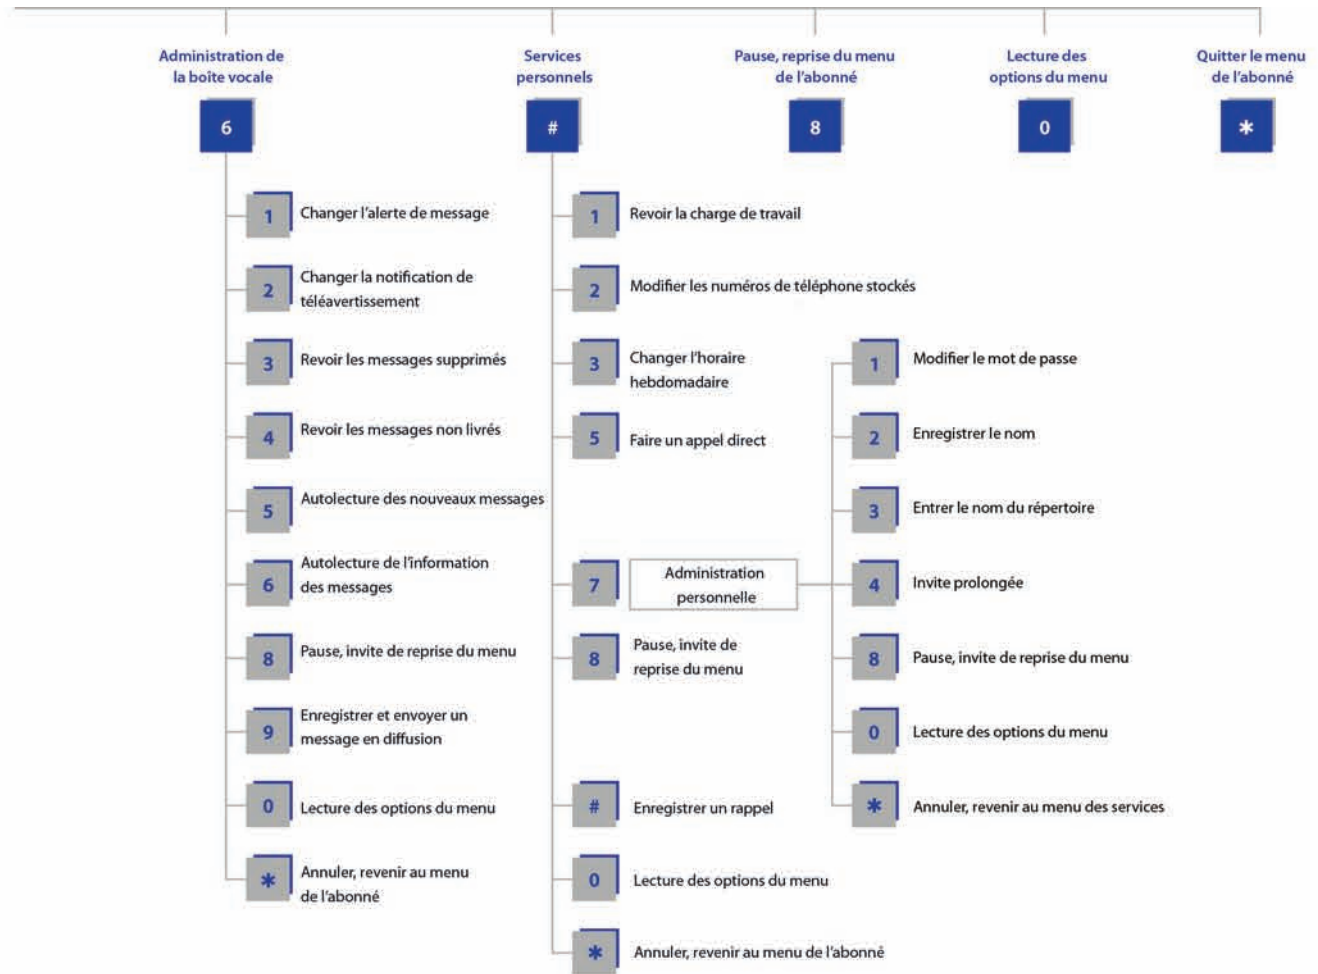 Administration de
la boîte vocale
6
1
Changer l'alerte de message
2
Changer la notification de
téléavertissement
3
Revoir les messages supprimés
4
Revoir les messages non livrés
5
Autolecture des nouveaux messages
6
Autolecture de l'information
des messages
8
Pause, invite de reprise du menu
9
Enregistrer et envoyer un
message en diffusion
0
Lecture des options du menu
*
Annuler, revenir au menu
de l'abonné
Services
personnels
#
1
Revoir la charge de travail
2
Modifier les numéros de téléphone stockés
3
Changer l'horaire
hebdomadaire
5
Faire un appel direct
7
Administration
personnelle
8
Pause, invite de
reprise du menu
#
Enregistrer un rappel
0
Lecture des options du menu
*
Annuler, revenir au menu de l'abonné
1
Modifier le mot de passe
2
Enregistrer le nom
3
Entrer le nom du répertoire
4
Invite prolongée
8
Pause, invite de reprise du menu
0
Lecture des options du menu
*
Annuler, revenir au menu des services
Pause, reprise du menu
de l'abonné
8
Lecture des
options du menu
0
Quitter le menu
de l'abonné
*